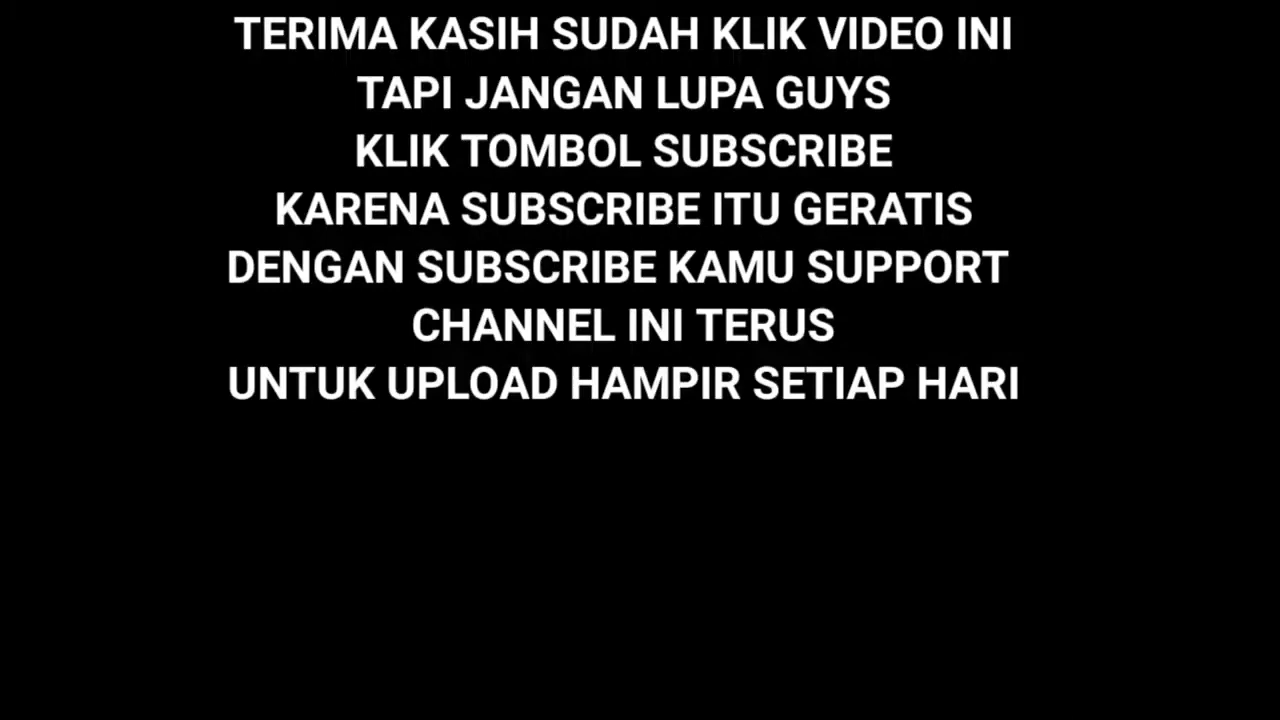 TERIMA KASIH SUDAH KLIK VIDEO INI
TAPI JANGAN LUPA GUYS
KLIK TOMBOL SUBSCRIBE
KARENA SUBSCRIBE ITU GERATIS
DENGAN SUBSCRIBE KAMU SUPPORT
CHANNEL INI TERUS
UNTUK UPLOAD HAMPIR SETIAP HARI